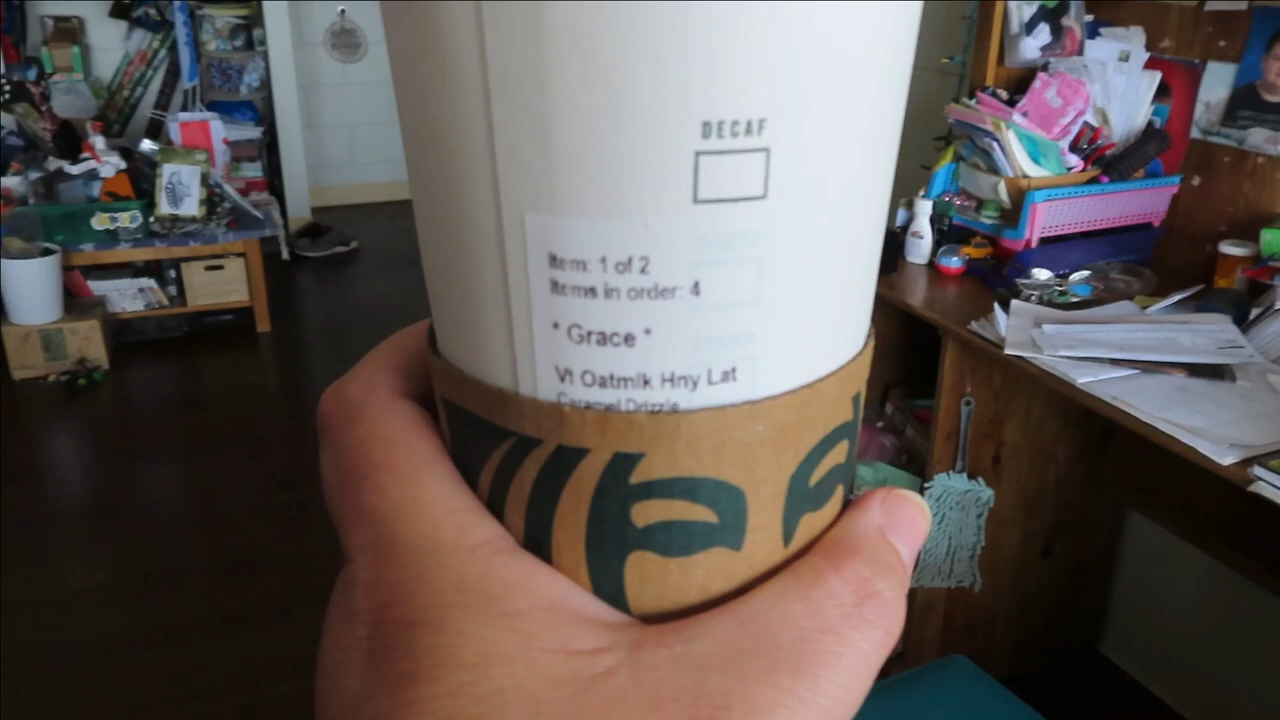 DECAF
Item: 1 of 2
Items in order: 4
* Grace *
Vt Oatmlk Hny Lat
Caramel Drizzle